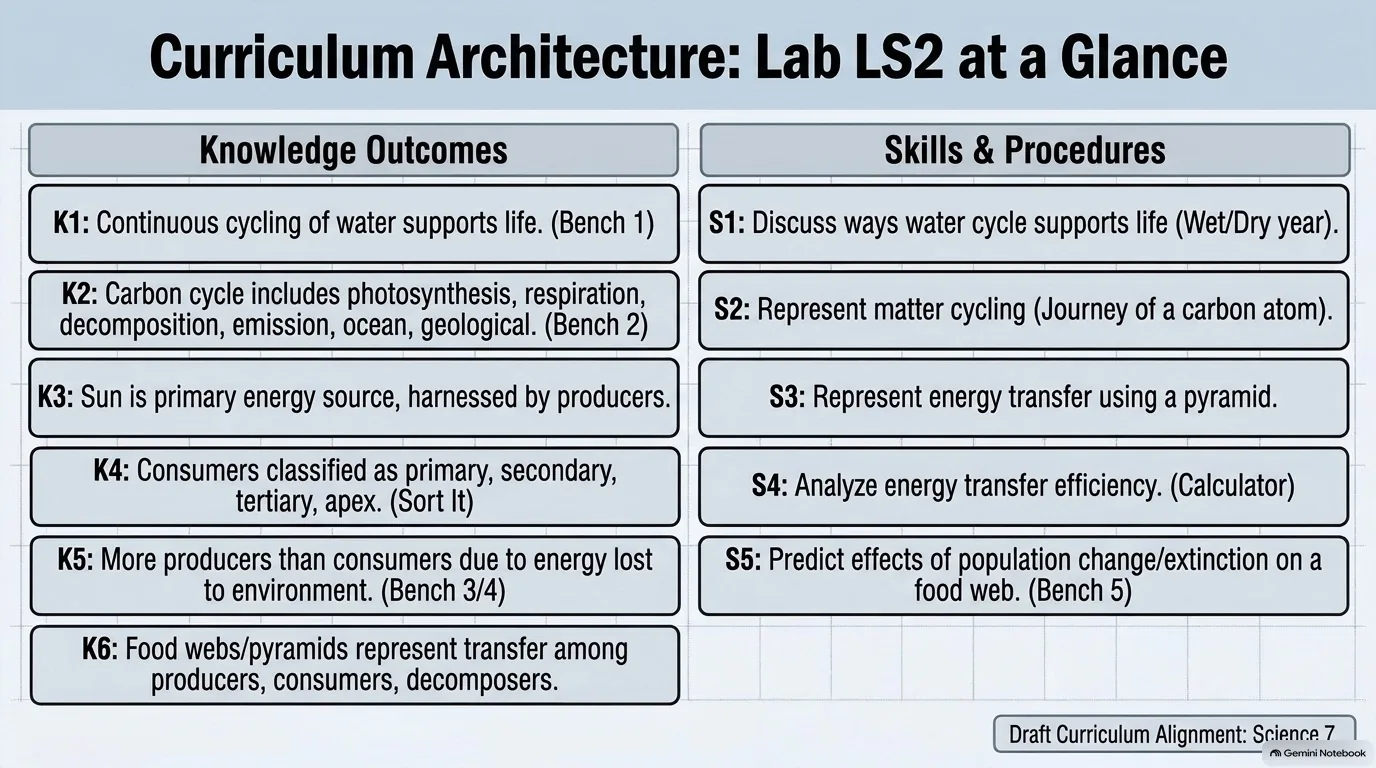 Curriculum Architecture: Lab LS2 at a Glance
Knowledge Outcomes
K1: Continuous cycling of water supports life. (Bench 1)
K2: Carbon cycle includes photosynthesis, respiration,
decomposition, emission, ocean, geological. (Bench 2)
K3: Sun is primary energy source, harnessed by producers.
K4: Consumers classified as primary, secondary,
tertiary, apex. (Sort It)
K5: More producers than consumers due to energy lost
to environment. (Bench 3/4)
K6: Food webs/pyramids represent transfer among
producers, consumers, decomposers.
Skills & Procedures
S1: Discuss ways water cycle supports life (Wet/Dry year).
S2: Represent matter cycling (Journey of a carbon atom).
S3: Represent energy transfer using a pyramid.
S4: Analyze energy transfer efficiency. (Calculator)
S5: Predict effects of population change/extinction on a
food web. (Bench 5)
Draft Curriculum Alignment: Science 7
Gemini Notebook